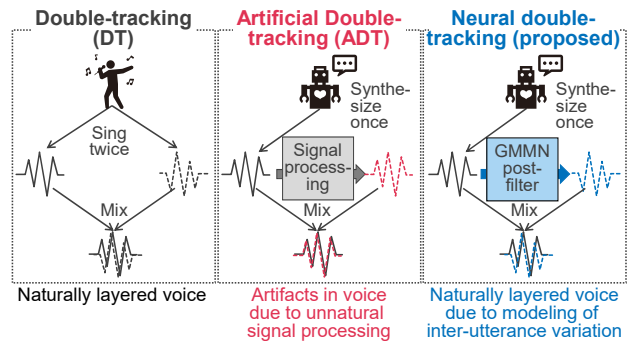 Double-tracking
(DT)
Sing
twice
Mix
Naturally layered voice
Artificial Double-
tracking (ADT)
Synthe-
size
once
Signal
process-
ing
Mix
Artifacts in voice
due to unnatural
signal processing
Neural double-
tracking (proposed)
Synthe-
size
once
GMMN
post-
filter
Mix
Naturally layered voice
due to modeling of
inter-utterance variation